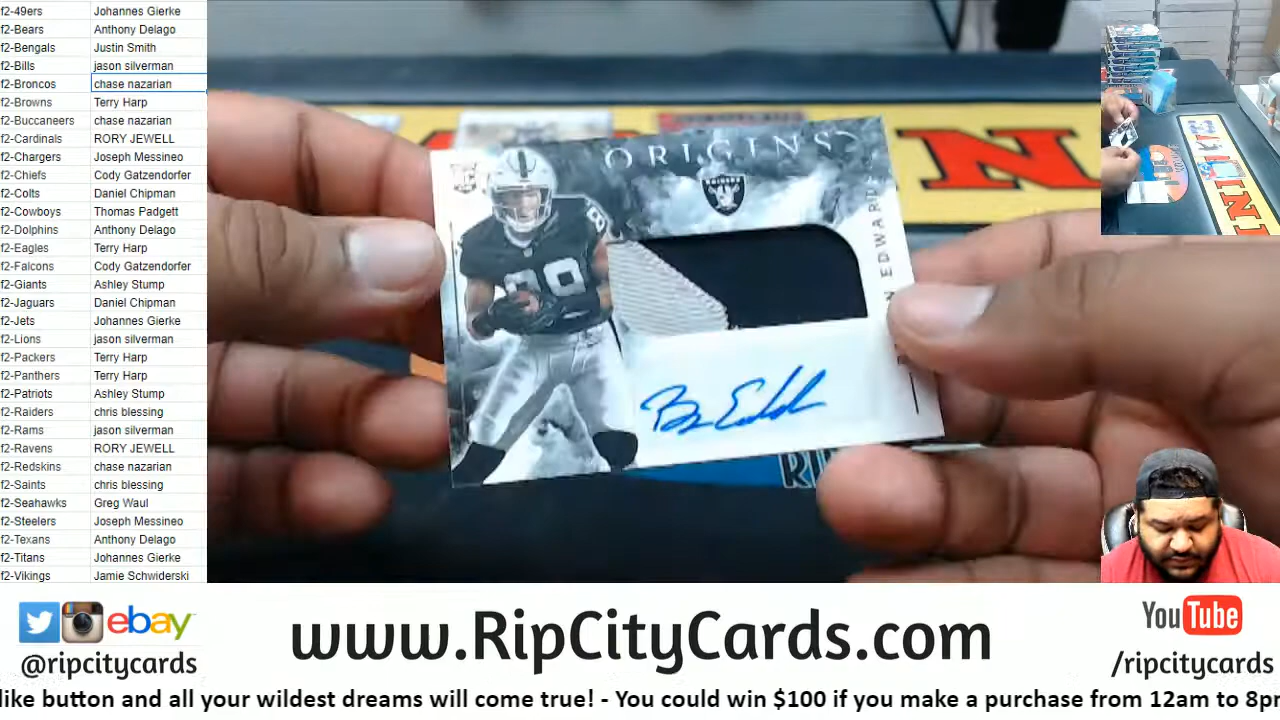 f2-49ers Johannes Gierke
f2-Bears Anthony Delago
f2-Bengals Justin Smith
f2-Bills jason silverman
f2-Broncos chase nazarian
f2-Browns Terry Harp
f2-Buccaneers chase nazarian
f2-Cardinals RORY JEWELL
f2-Chargers Joseph Messineo
f2-Chiefs Cody Gatzendorfer
f2-Colts Daniel Chipman
f2-Cowboys Thomas Padgett
f2-Dolphins Anthony Delago
f2-Eagles Terry Harp
f2-Falcons Cody Gatzendorfer
f2-Giants Ashley Stump
f2-Jaguars Daniel Chipman
f2-Jets Johannes Gierke
f2-Lions jason silverman
f2-Packers Terry Harp
f2-Panthers Terry Harp
f2-Patriots Ashley Stump
f2-Raiders chris blessing
f2-Rams jason silverman
f2-Ravens RORY JEWELL
f2-Redskins chase nazarian
f2-Saints chris blessing
f2-Seahawks Greg Waul
f2-Steelers Joseph Messineo
f2-Texans Anthony Delago
f2-Titans Johannes Gierke
f2-Vikings Jamie Schwiderski
ORIGINS
RAIDERS
89
ebay
@ripcitycards
www.RipCityCards.com
YouTube
/ripcitycards
like button and all your wildest dreams will come true! - You could win $100 if you make a purchase from 12am to 8pm